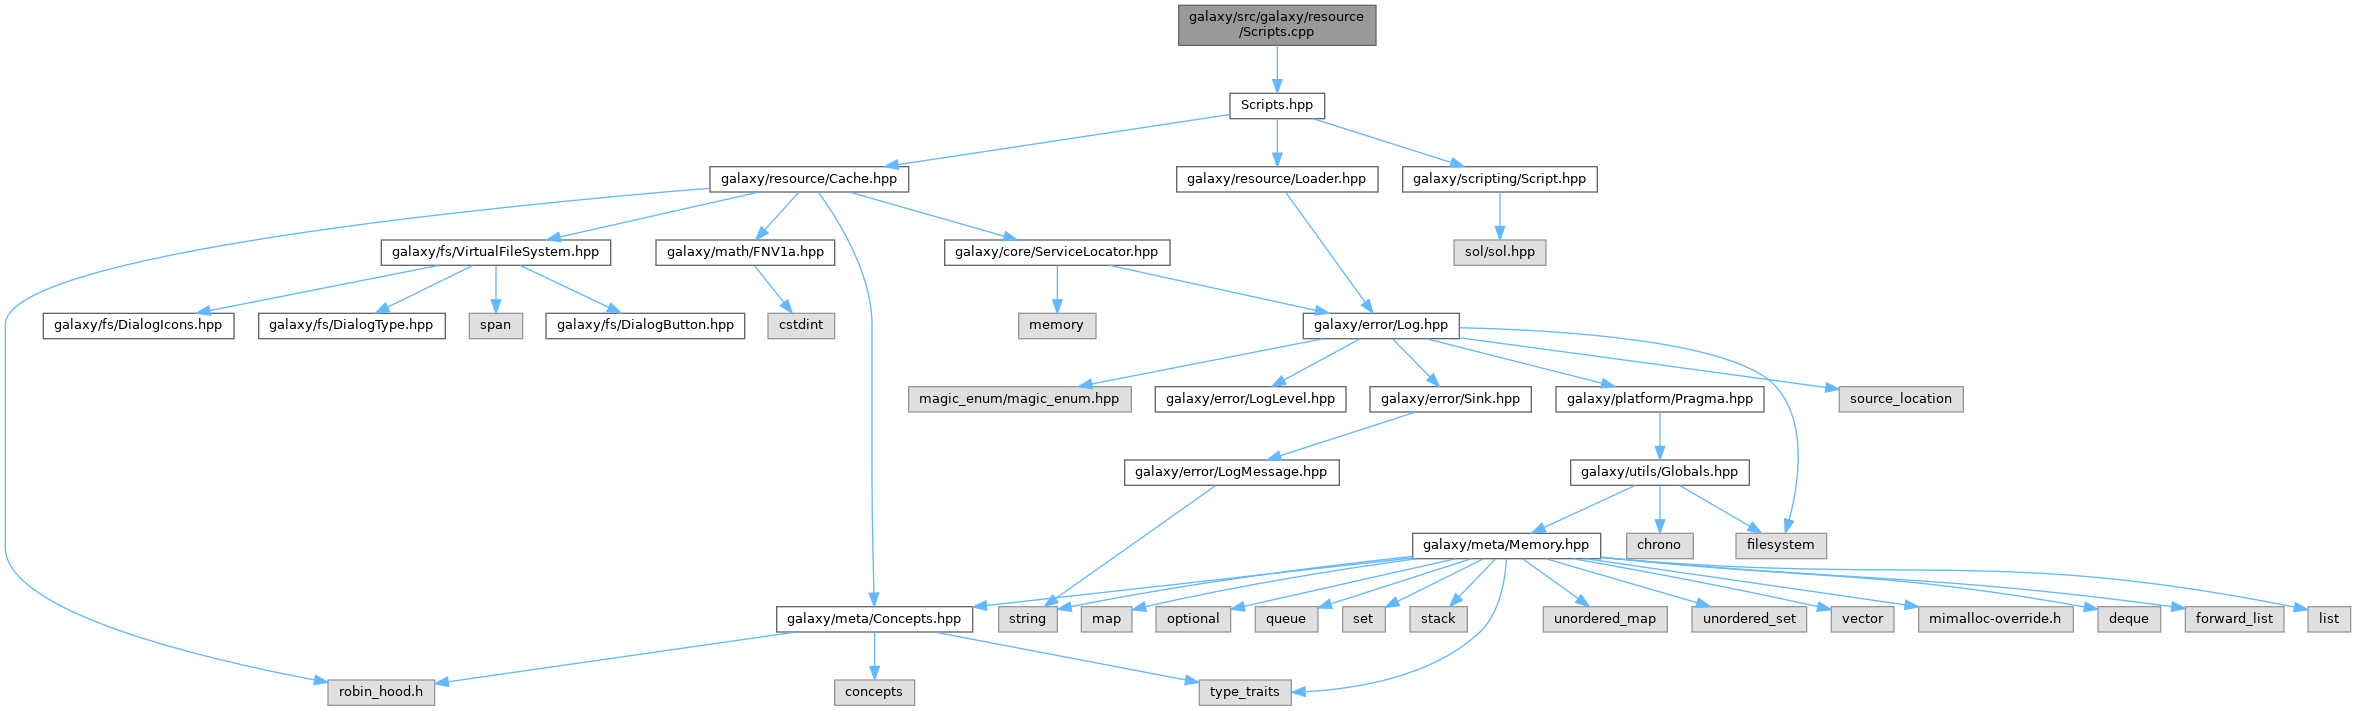 galaxy/src/galaxy/resource
/Scripts.cpp
Scripts.hpp
galaxy/resource/Cache.hpp
galaxy/resource/Loader.hpp
galaxy/scripting/Script.hpp
galaxy/fs/VirtualFileSystem.hpp
galaxy/math/FNV1a.hpp
galaxy/core/ServiceLocator.hpp
sol/sol.hpp
galaxy/fs/DialogIcons.hpp
galaxy/fs/DialogType.hpp
span
galaxy/fs/DialogButton.hpp
cstdint
memory
galaxy/error/Log.hpp
magic_enum/magic_enum.hpp
galaxy/error/LogLevel.hpp
galaxy/error/Sink.hpp
galaxy/platform/Pragma.hpp
source_location
galaxy/error/LogMessage.hpp
galaxy/utils/Globals.hpp
galaxy/meta/Memory.hpp
chrono
filesystem
galaxy/meta/Concepts.hpp
string
map
optional
queue
set
stack
unordered_map
unordered_set
vector
mimalloc-override.h
deque
forward_list
list
robin_hood.h
concepts
type_traits